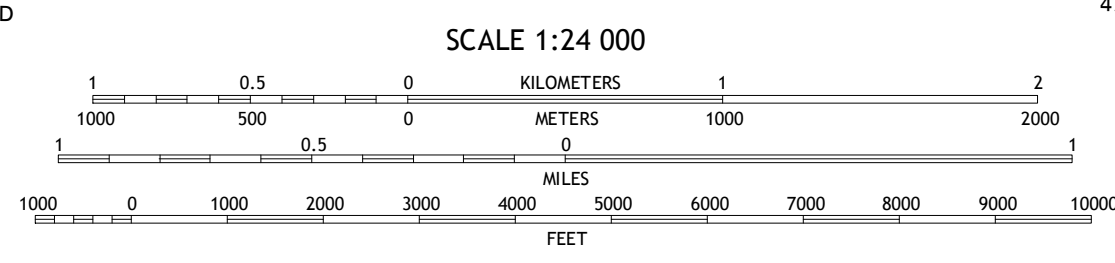 D 4
SCALE 1:24 000
1 0.5 0 KILOMETERS 1 2
1000 500 0 METERS 1000 2000
1 0.5 0 1
MILES
1000 0 1000 2000 3000 4000 5000 6000 7000 8000 9000 10000
FEET